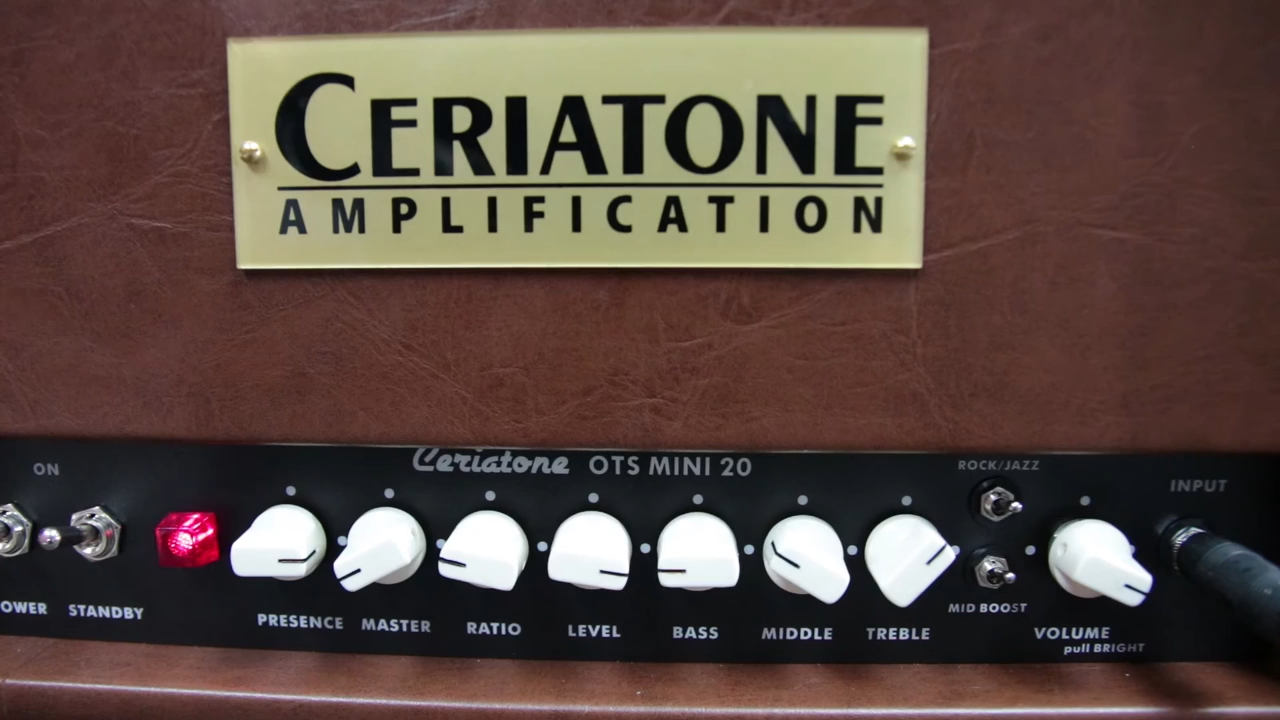 CERIATONE
AMPLIFICATION
Ceriatone OTS MINI 20
ON
ROCK/JAZZ
INPUT
OWER STANDBY PRESENCE MASTER RATIO LEVEL BASS MIDDLE TREBLE
MID BOOST
VOLUME
pull BRIGHT